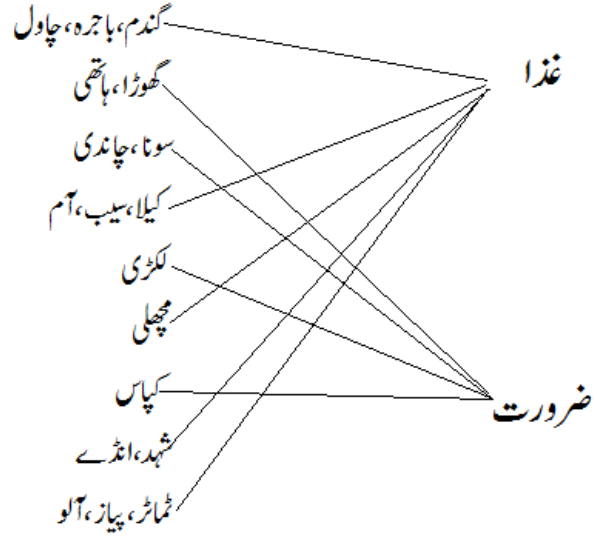 گندم، باجرہ، چاول
غذا
گھوڑا، ہاتھی
سونا، چاندی
کیلا، سیب، آم
لکڑی
مچھلی
کپاس
ضرورت
شہد، انڈے
ٹماٹر، پیاز، آلو